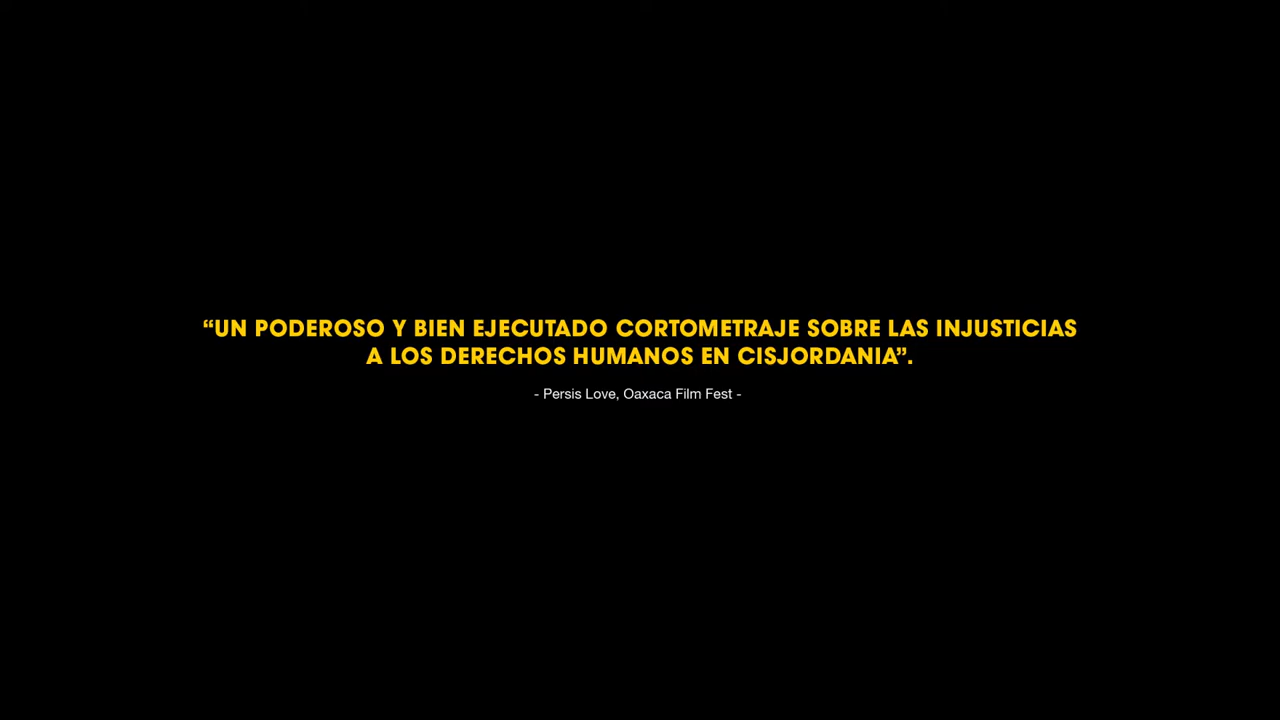 “UN PODEROSO Y BIEN EJECUTADO CORTOMETRAJE SOBRE LAS INJUSTICIAS
A LOS DERECHOS HUMANOS EN CISJORDANIA”.
- Persis Love, Oaxaca Film Fest -